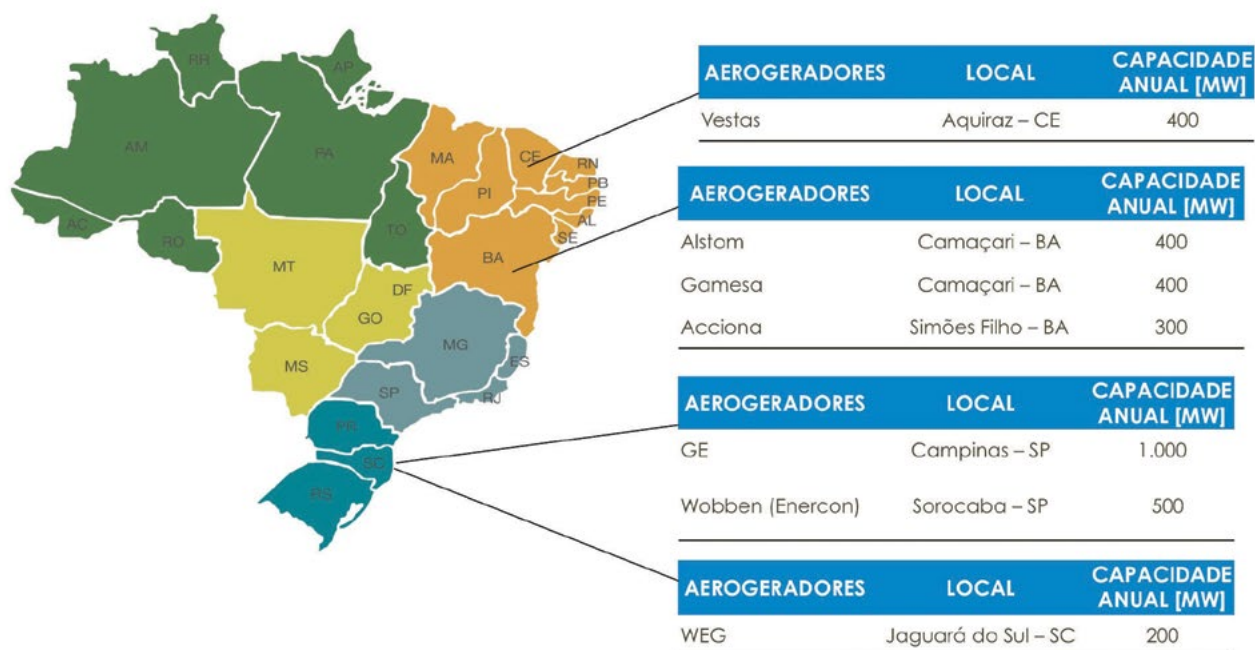 RR
AP
AM
PA
MA
CE
RN
PB
PE
AL
SE
PI
AC
RO
TO
BA
MT
DF
GO
MG
ES
MS
SP
RJ
PR
SC
RS
AEROGERADORES LOCAL CAPACIDADE ANUAL [MW]
Vestas Aquiraz – CE 400
AEROGERADORES LOCAL CAPACIDADE ANUAL [MW]
Alstom Camaçari – BA 400
Gamesa Camaçari – BA 400
Acciona Simões Filho – BA 300
AEROGERADORES LOCAL CAPACIDADE ANUAL [MW]
GE Campinas – SP 1.000
Wobben (Enercon) Sorocaba – SP 500
AEROGERADORES LOCAL CAPACIDADE ANUAL [MW]
WEG Jaguará do Sul – SC 200